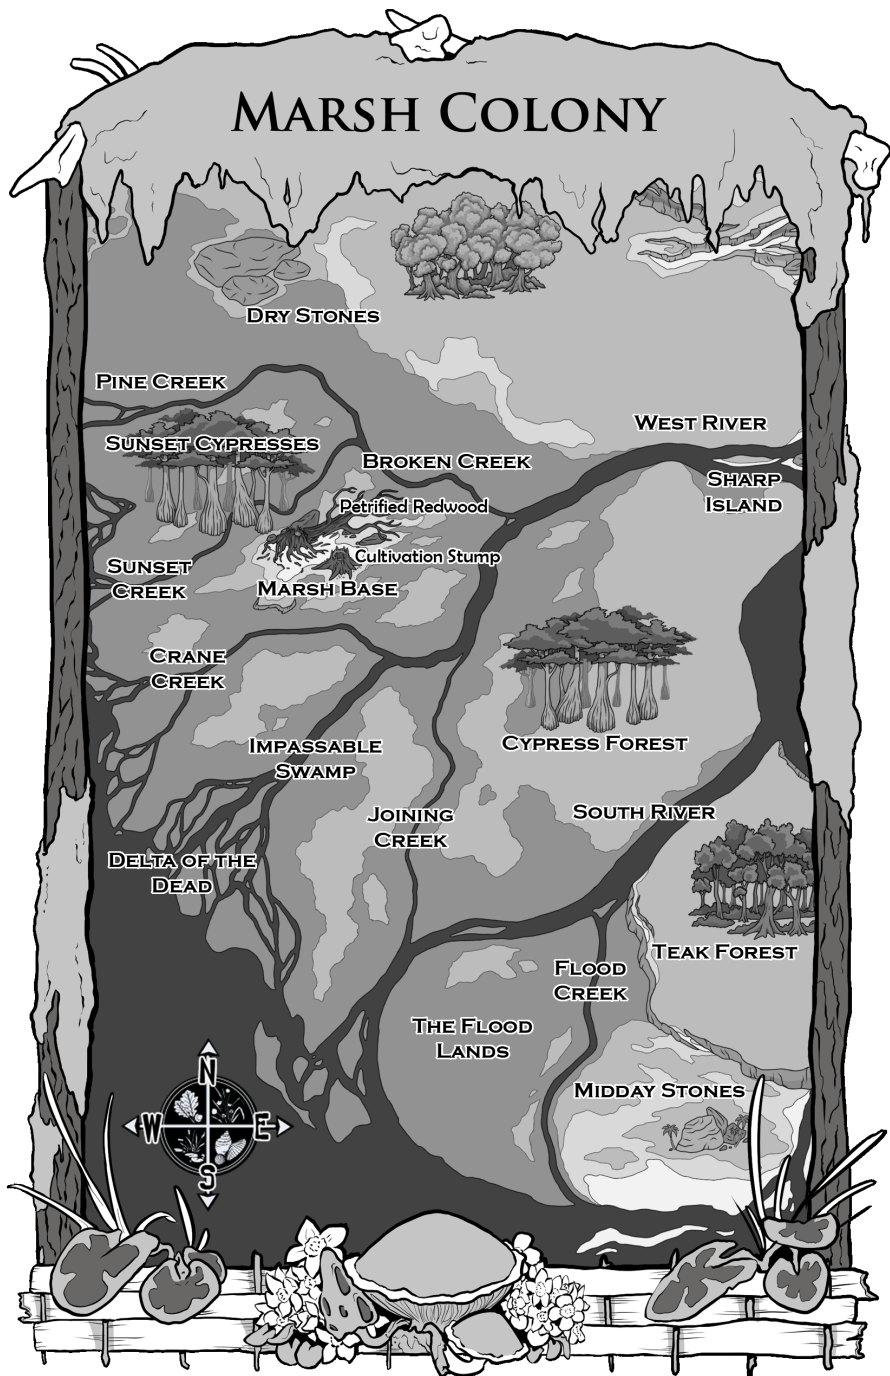 Marsh Colony
Dry Stones
Pine Creek
West River
Sunset Cypresses
Broken Creek
Sharp
Island
Petrified Redwood
Cultivation Stump
Sunset
Creek
Marsh Base
Crane
Creek
Cypress Forest
Impassable
Swamp
Joining
Creek
South River
Delta of the
Dead
Teak Forest
Flood
Creek
The Flood
Lands
Midday Stones
N
W E
S